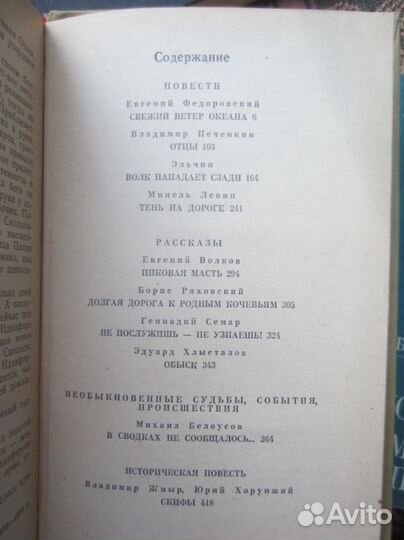 Содержание
ПОВЕСТИ
Евгений Федоровский
СВЕЖИЙ ВЕТЕР ОКЕАНА 6
Владимир Печенкин
ОТЦЫ 103
Эльчин
ВОЛК НАПАДАЕТ СЗАДИ 164
Минель Левин
ТЕНЬ НА ДОРОГЕ 241
РАССКАЗЫ
Евгений Волков
ПИКОВАЯ МАСТЬ 294
Борис Ряховский
ДОЛГАЯ ДОРОГА К РОДНЫМ КОЧЕВЬЯМ 305
Геннадий Семар
НЕ ПОСЛУЖИШЬ — НЕ УЗНАЕШЬ! 324
Эдуард Хлысталов
ОБЫСК 343
НЕОБЫКНОВЕННЫЕ СУДЬБЫ, СОБЫТИЯ,
ПРОИСШЕСТВИЯ
Михаил Белоусов
В СВОДКАХ НЕ СООБЩАЛОСЬ... 364
ИСТОРИЧЕСКАЯ ПОВЕСТЬ
Владимир Жмыр, Юрий Хорунжий
СКИФЫ 418
Avito